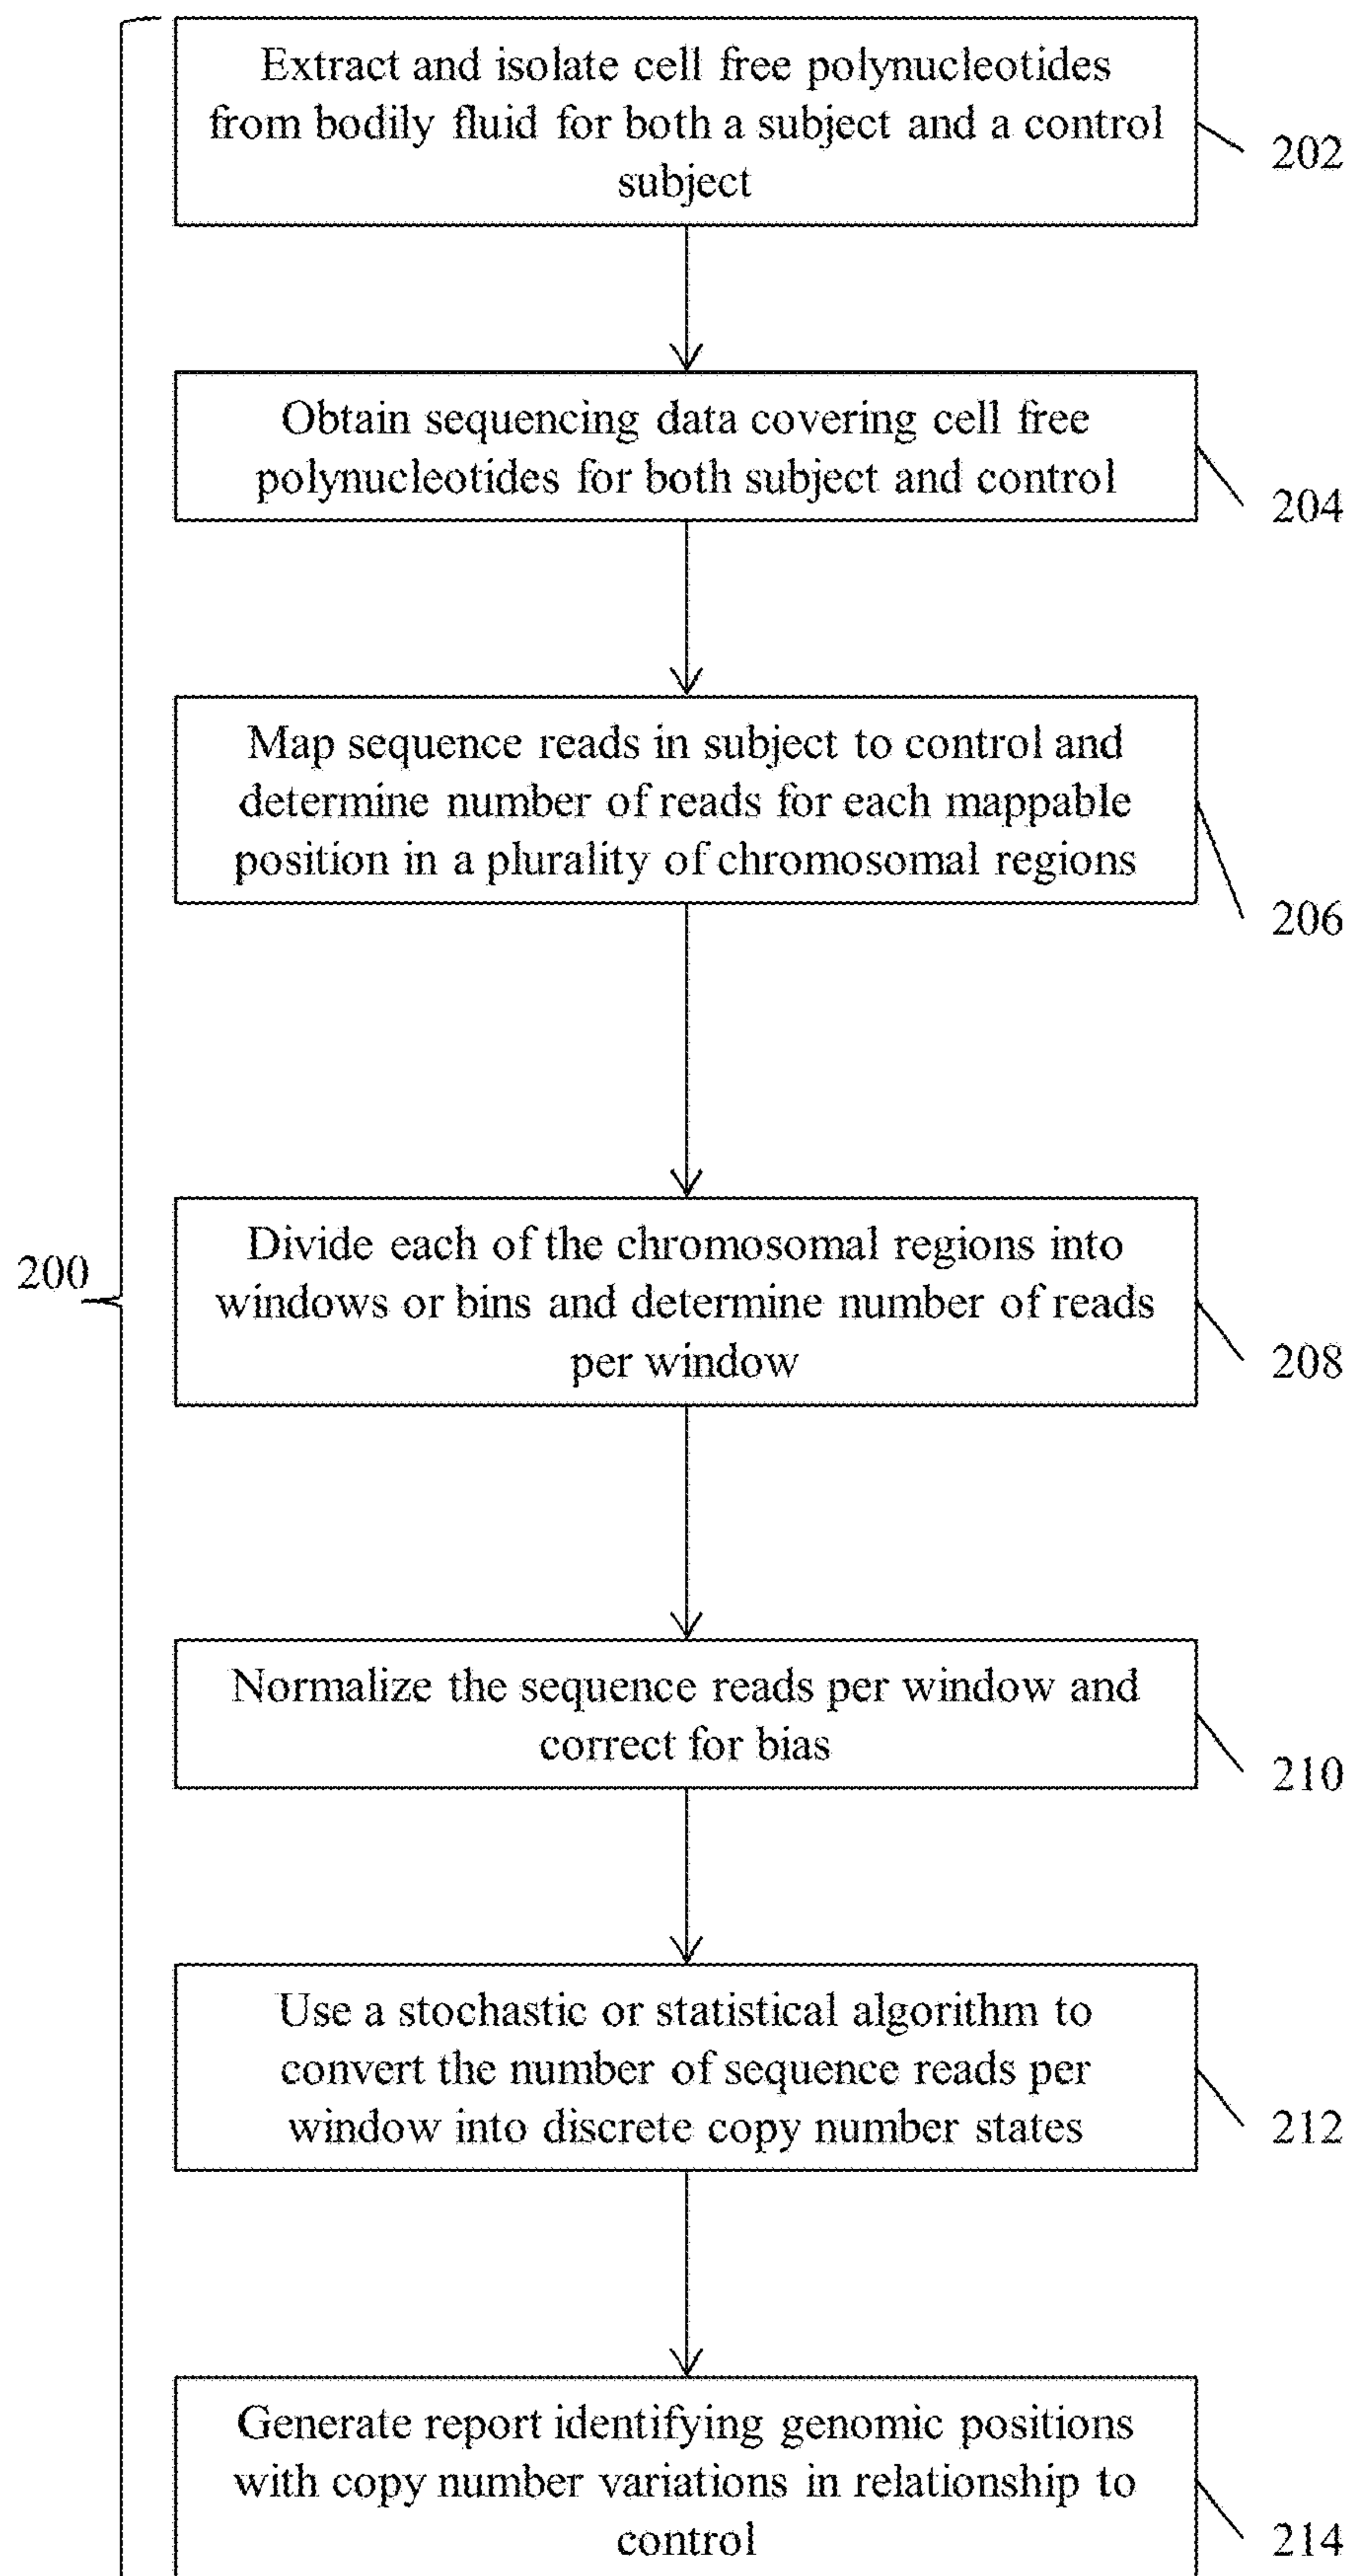 Extract and isolate cell free polynucleotides
from bodily fluid for both a subject and a control
subject
202
Obtain sequencing data covering cell free
polynucleotides for both subject and control
204
Map sequence reads in subject to control and
determine number of reads for each mappable
position in a plurality of chromosomal regions
206
200
Divide each of the chromosomal regions into
windows or bins and determine number of reads
per window
208
Normalize the sequence reads per window and
correct for bias
210
Use a stochastic or statistical algorithm to
convert the number of sequence reads per
window into discrete copy number states
212
Generate report identifying genomic positions
with copy number variations in relationship to
control
214